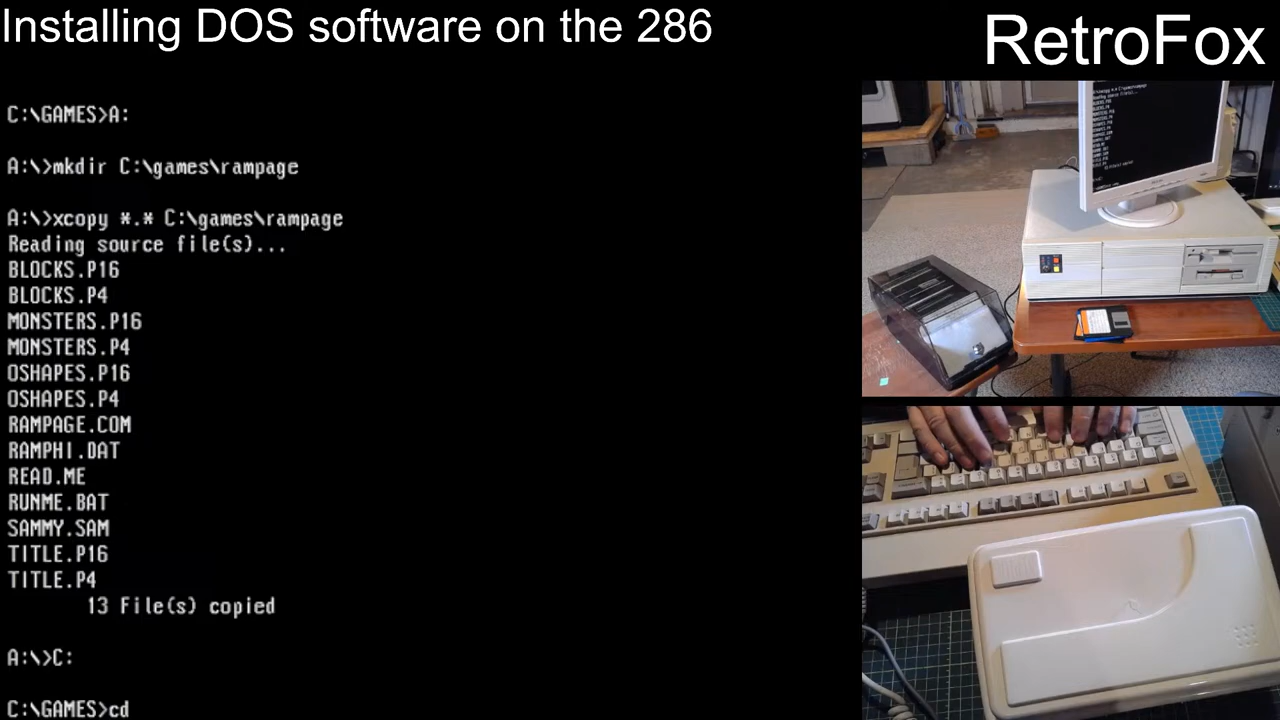 Installing DOS software on the 286
RetroFox
C:\GAMES>A:
A:\>mkdir C:\games\rampage
A:\>xcopy *.* C:\games\rampage
Reading source file(s)...
BLOCKS.P16
BLOCKS.P4
MONSTERS.P16
MONSTERS.P4
OSHAPES.P16
OSHAPES.P4
RAMPAGE.COM
RAMPHI.DAT
READ.ME
RUNME.BAT
SAMMY.SAM
TITLE.P16
TITLE.P4
13 File(s) copied
A:\>C:
C:\GAMES>cd